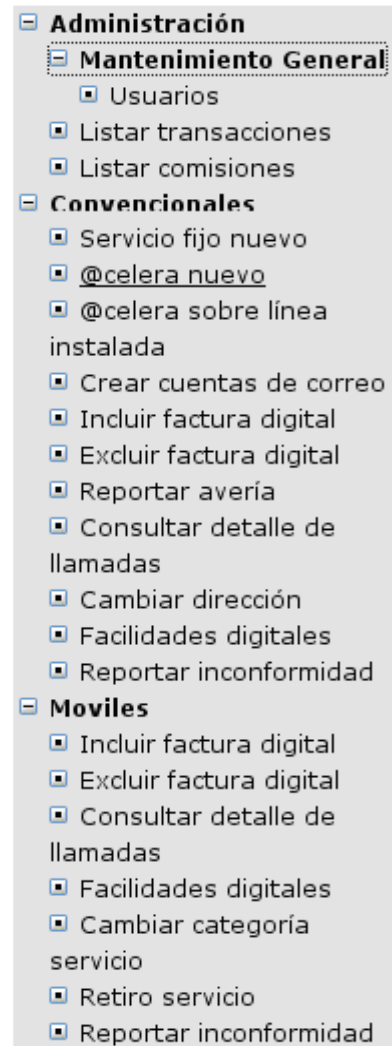 Administración
Mantenimiento General
Usuarios
Listar transacciones
Listar comisiones
Convencionales
Servicio fijo nuevo
@celera nuevo
@celera sobre línea
instalada
Crear cuentas de correo
Incluir factura digital
Excluir factura digital
Reportar avería
Consultar detalle de
llamadas
Cambiar dirección
Facilidades digitales
Reportar inconformidad
Moviles
Incluir factura digital
Excluir factura digital
Consultar detalle de
llamadas
Facilidades digitales
Cambiar categoría
servicio
Retiro servicio
Reportar inconformidad